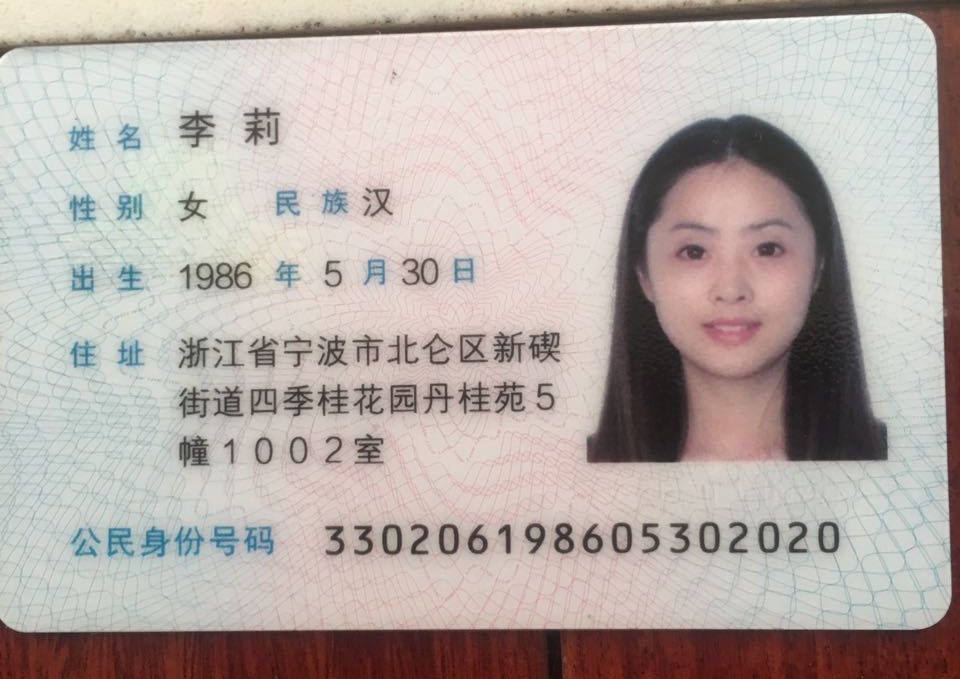 姓名 李莉
性别 女 民族 汉
出生 1986 年 5 月 30 日
住址 浙江省宁波市北仑区新碶
街道四季桂花园丹桂苑5
幢1002室
公民身份号码 330206198605302020